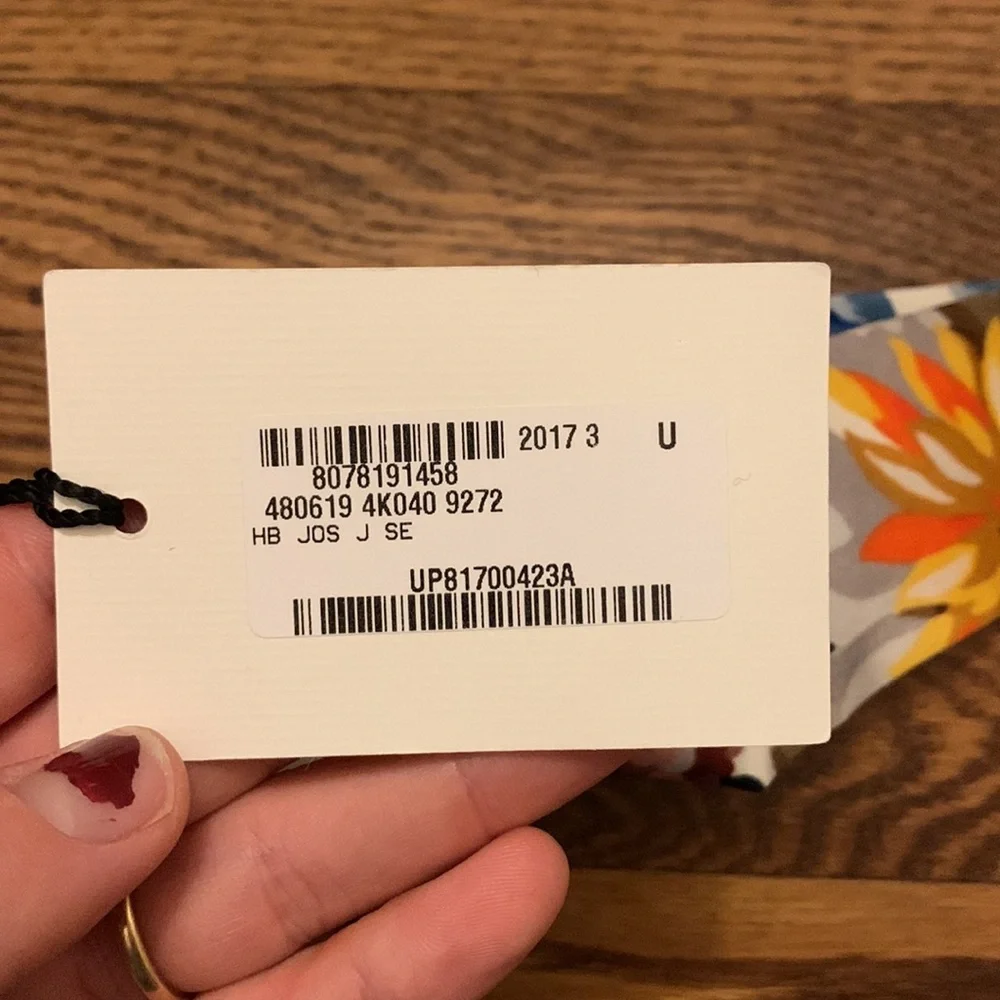 2017 3 U
8078191458
480619 4K040 9272
HB JOS J SE
UP81700423A